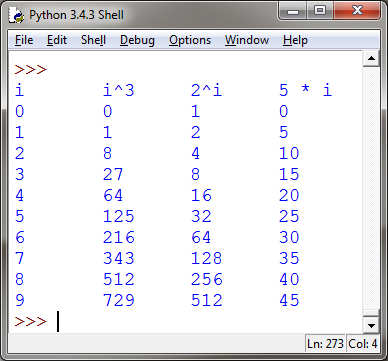 Python 3.4.3 Shell
File Edit Shell Debug Options Window Help
>>>
i i^3 2^i 5 * i
0 0 1 0
1 1 2 5
2 8 4 10
3 27 8 15
4 64 16 20
5 125 32 25
6 216 64 30
7 343 128 35
8 512 256 40
9 729 512 45
>>>
Ln: 273 Col: 4